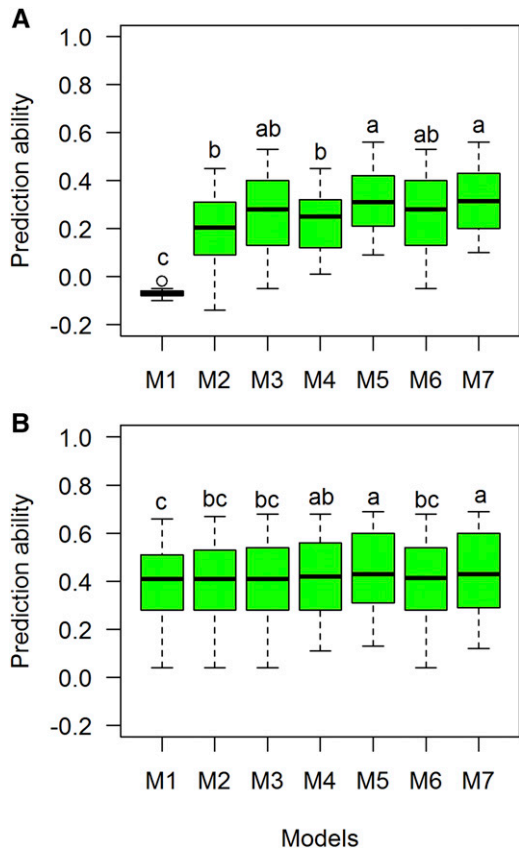 A
Prediction ability
1.0
0.8
0.6
0.4
0.2
0.0
-0.2
c b ab b a ab a
M1 M2 M3 M4 M5 M6 M7
B
Prediction ability
1.0
0.8
0.6
0.4
0.2
0.0
-0.2
c bc bc ab a bc a
M1 M2 M3 M4 M5 M6 M7
Models